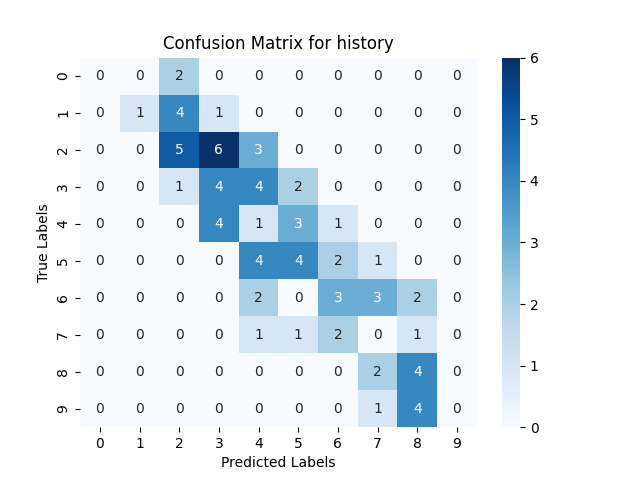 Confusion Matrix for history
0 0 0 2 0 0 0 0 0 0 0
1 0 1 4 1 0 0 0 0 0 0
2 0 0 5 6 3 0 0 0 0 0
3 0 0 1 4 4 2 0 0 0 0
4 0 0 0 4 1 3 1 0 0 0
5 0 0 0 0 4 4 2 1 0 0
6 0 0 0 0 2 0 3 3 2 0
7 0 0 0 0 1 1 2 0 1 0
8 0 0 0 0 0 0 0 2 4 0
9 0 0 0 0 0 0 0 1 4 0
0 1 2 3 4 5 6 7 8 9
True Labels
Predicted Labels
6
5
4
3
2
1
0